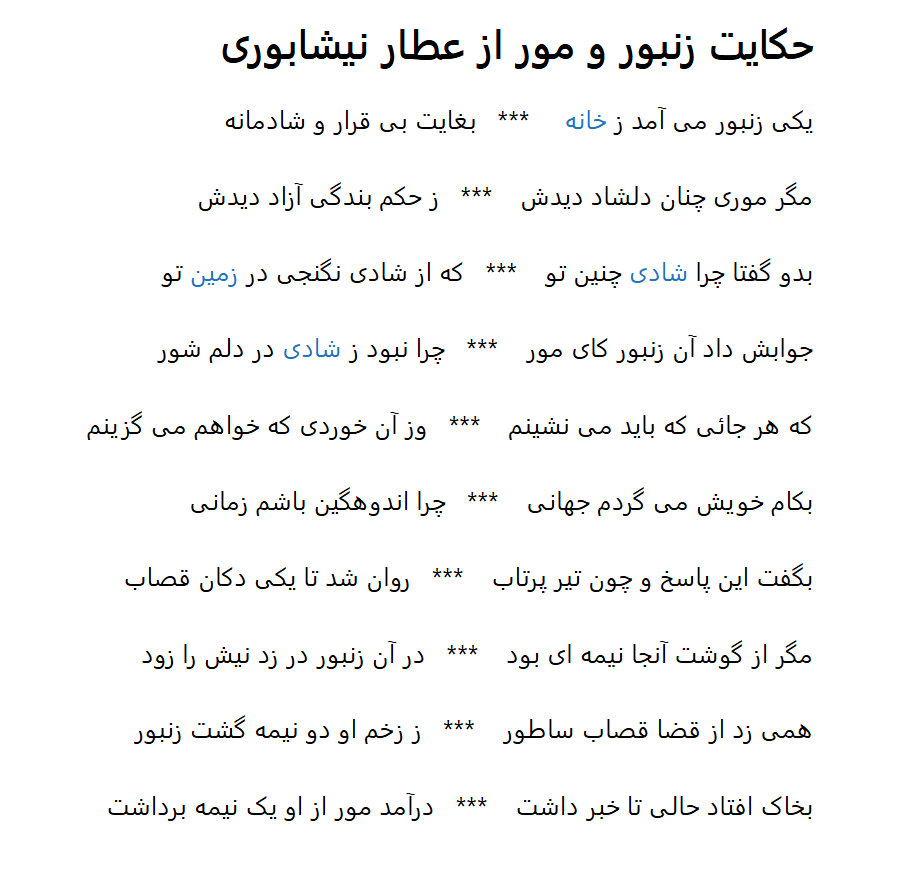 حکایت زنبور و مور از عطار نیشابوری
یکی زنبور می آمد ز خانه *** بغایت بی قرار و شادمانه
مگر موری چنان دلشاد دیدش *** ز حکم بندگی آزاد دیدش
بدو گفتا چرا شادی چنین تو *** که از شادی نگنجی در زمین تو
جوابش داد آن زنبور کای مور *** چرا نبود ز شادی در دلم شور
که هر جائی که باید می نشینم *** وز آن خوردی که خواهم می گزینم
بکام خویش می گردم جهانی *** چرا اندوهگین باشم زمانی
بگفت این پاسخ و چون تیر پرتاب *** روان شد تا یکی دکان قصاب
مگر از گوشت آنجا نیمه ای بود *** در آن زنبور در زد نیش را زود
همی زد از قضا قصاب ساطور *** ز زخم او دو نیمه گشت زنبور
بخاک افتاد حالی تا خبر داشت *** درآمد مور از او یک نیمه برداشت